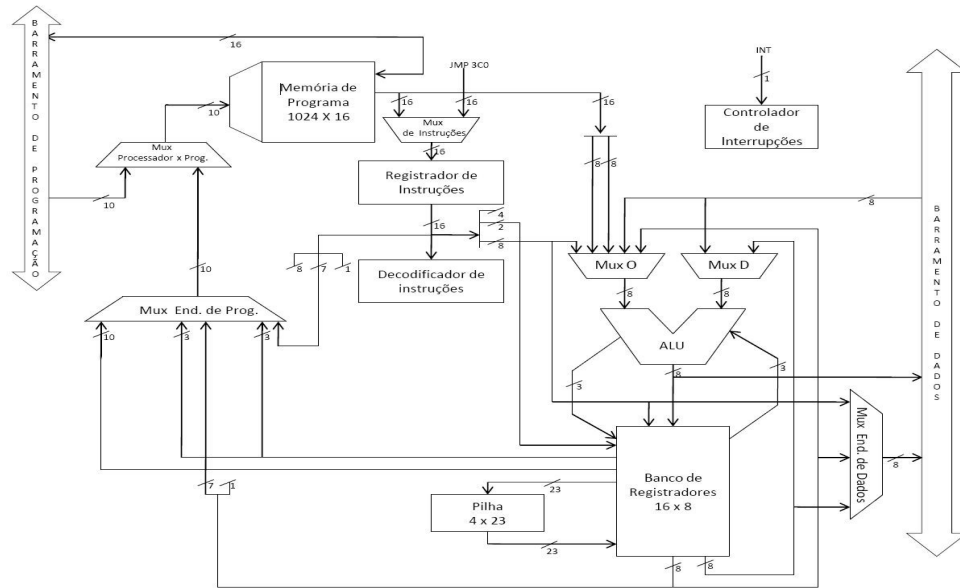 BARRAMENTO DE PROGRAMAÇÃO
16
JMP 3C0
INT
1
Memória de
Programa
1024 X 16
16
16
16
10
Mux
de Instruções
Controlador
de
Interrupções
Mux
Processador x Prog.
16
8
8
Registrador de
Instruções
10
4
2
8
16
8
BARRAMENTO DE DADOS
8
7
1
Decodificador de
instruções
Mux O
Mux D
10
8
8
Mux End. de Prog.
10
3
3
ALU
8
3
3
Mux End. de Dados
8
Banco de
Registradores
16 x 8
7
1
23
Pilha
4 x 23
23
8
8